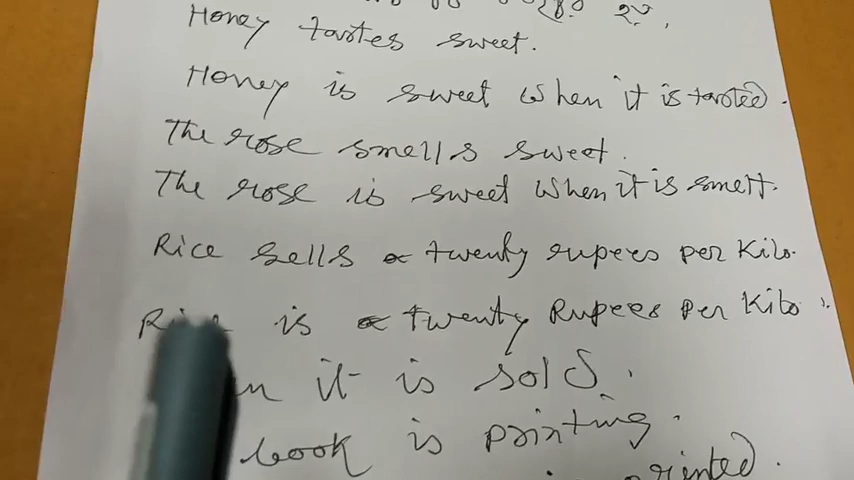 Honey tastes sweet.
Honey is sweet when it is tasted.
The rose smells sweet.
The rose is sweet when it is smelt.
Rice sells twenty rupees per Kilo.
Rice is twenty Rupees per Kilo
it is sold.
book is printing.
printed.